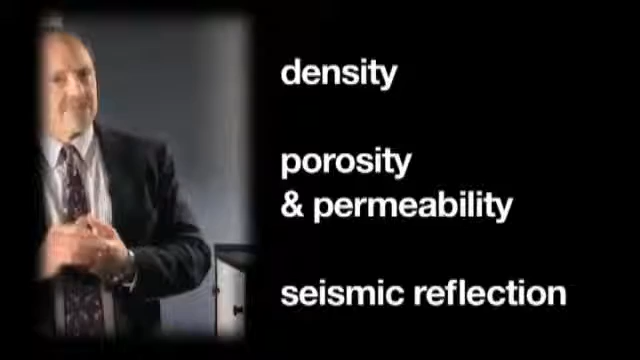 density
porosity
& permeability
seismic reflection